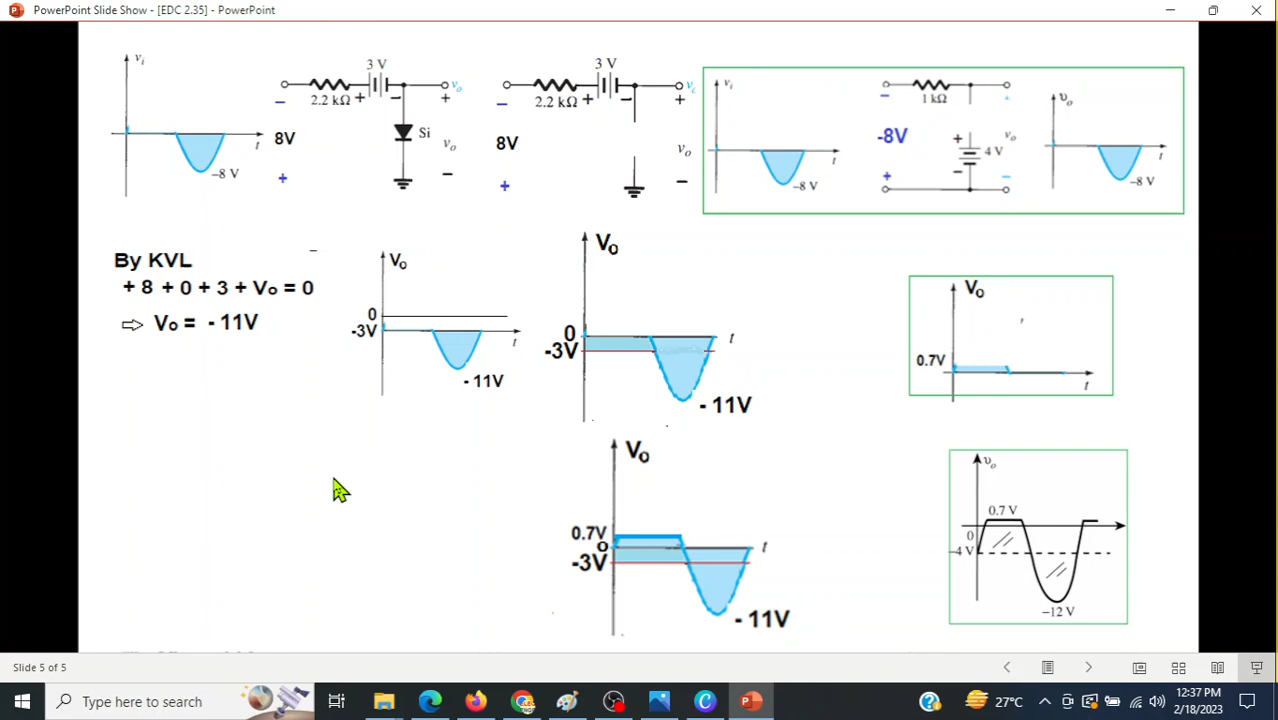 PowerPoint Slide Show - [EDC 2.35] - PowerPoint
vi
t
-8 V
8V
-
+
2.2 kΩ
3 V
+
-
vo
+
Si
vo
-
-
8V
+
2.2 kΩ
3 V
+
-
+
vo
-
vi
t
-8 V
-
-8V
+
1 kΩ
+
4 V
-
vo
-
υo
t
-8 V
By KVL
+ 8 + 0 + 3 + Vo = 0
⇨ Vo = - 11V
Vo
0
-3V
t
- 11V
Vo
0
-3V
t
- 11V
Vo
0.7V
t
Vo
0.7V
0
-3V
t
- 11V
υo
0.7 V
0
-4 V
-12 V
Slide 5 of 5
Type here to search
27°C
12:37 PM
2/18/2023